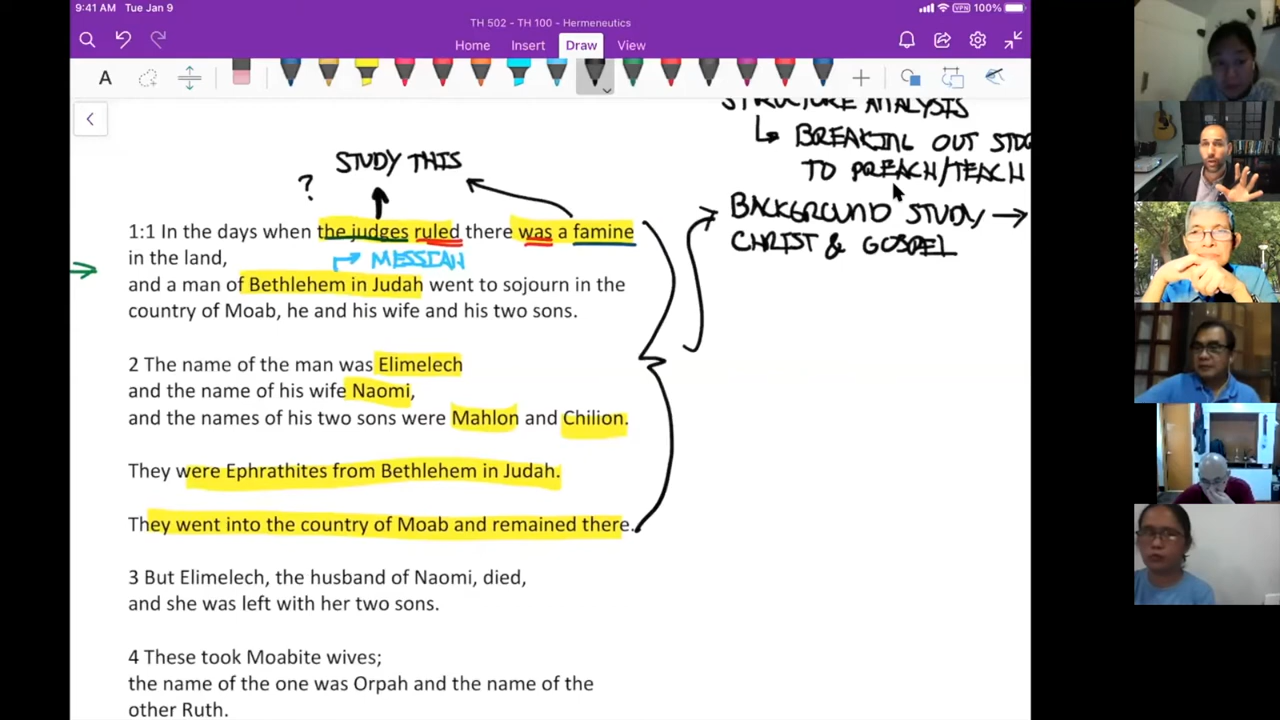 9:41 AM Tue Jan 9
VPN 100%
TH 502 - TH 100 - Hermeneutics
Home Insert Draw View
A
STRUCTURE ANALYSIS
BREAKING OUT
TO PREACH/TEACH
BACKGROUND STUDY →
CHRIST & GOSPEL
? STUDY THIS
1:1 In the days when the judges ruled there was a famine
in the land,
MESSIAH
and a man of Bethlehem in Judah went to sojourn in the
country of Moab, he and his wife and his two sons.
2 The name of the man was Elimelech
and the name of his wife Naomi,
and the names of his two sons were Mahlon and Chilion.
They were Ephrathites from Bethlehem in Judah.
They went into the country of Moab and remained there.
3 But Elimelech, the husband of Naomi, died,
and she was left with her two sons.
4 These took Moabite wives;
the name of the one was Orpah and the name of the
other Ruth.